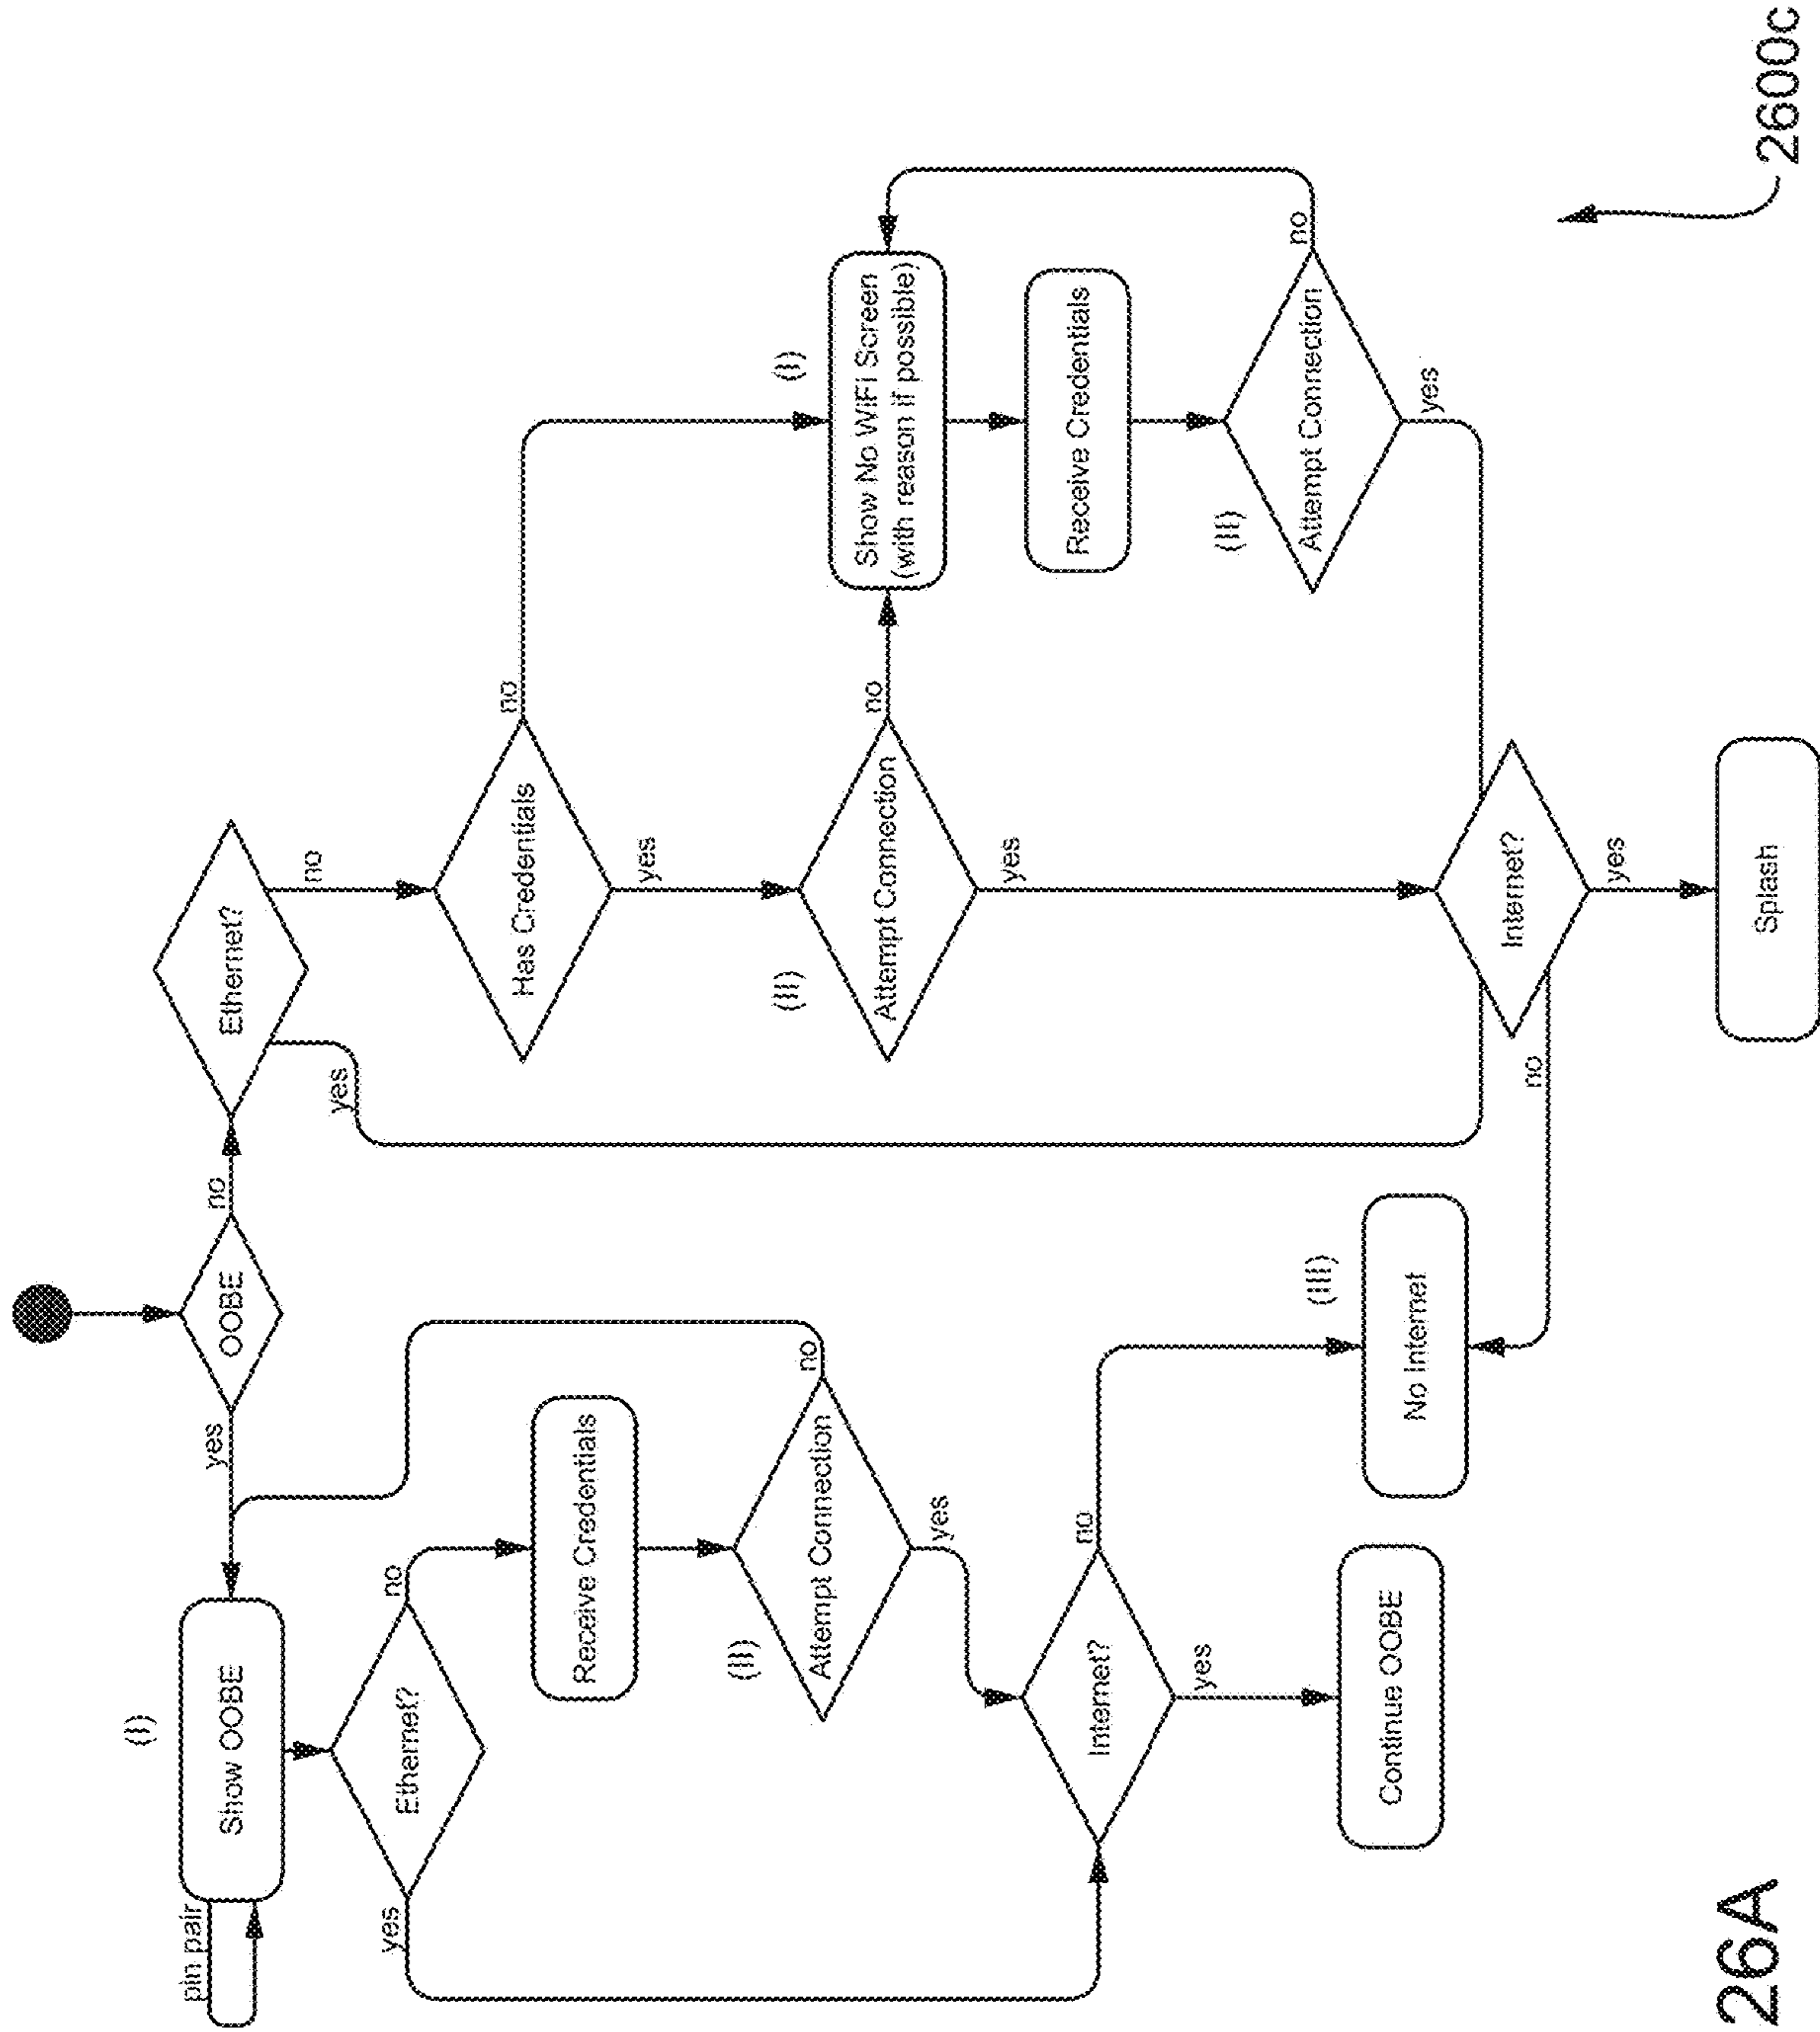 OOBE
yes
no
pin pair
(I)
Show OOBE
Ethernet?
yes
no
Receive Credentials
(II)
Attempt Connection
no
yes
Internet?
no
yes
Continue OOBE
(III)
No Internet
Ethernet?
yes
no
Has Credentials
no
yes
(II)
Attempt Connection
no
yes
(I)
Show No WiFi Screen
(with reason if possible)
Receive Credentials
(II)
Attempt Connection
no
yes
Internet?
no
yes
Splash
26A
2600c